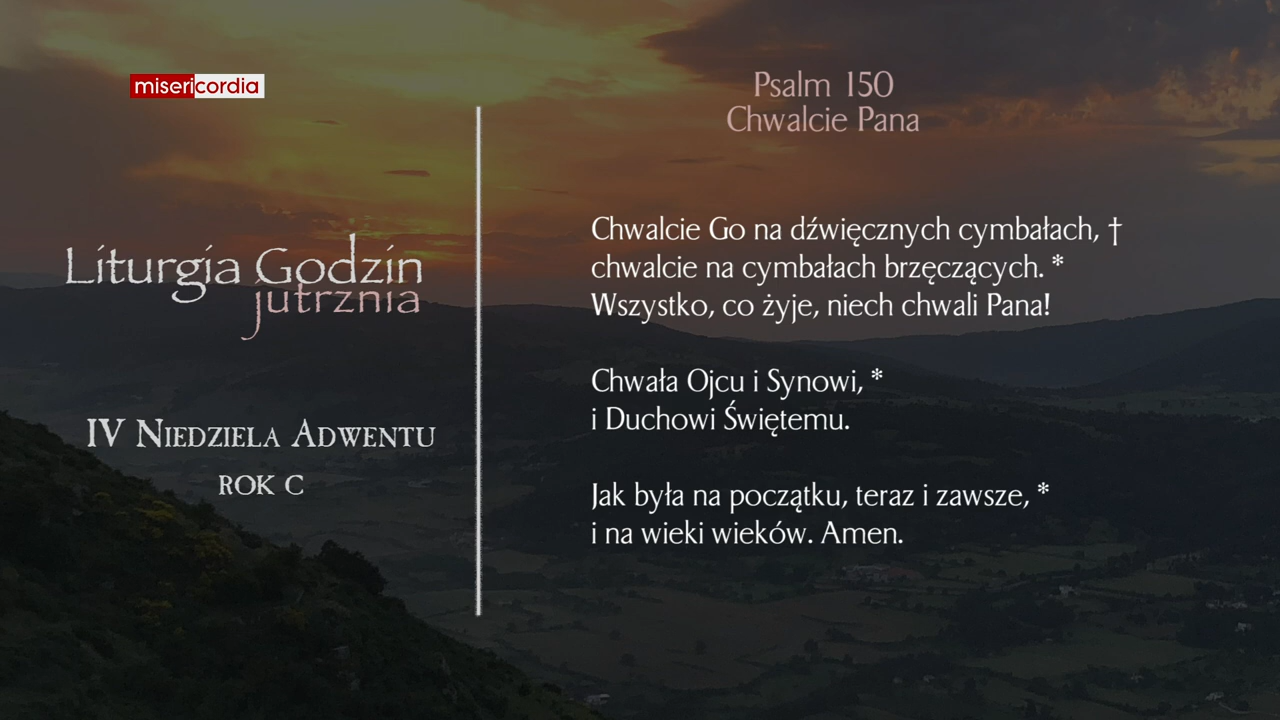 misericordia
Liturgia Godzin
jutrznia
IV Niedziela Adwentu
rok C
Psalm 150
Chwalcie Pana
Chwalcie Go na dźwięcznych cymbałach, †
chwalcie na cymbałach brzęczących. *
Wszystko, co żyje, niech chwali Pana!
Chwała Ojcu i Synowi, *
i Duchowi Świętemu.
Jak była na początku, teraz i zawsze, *
i na wieki wieków. Amen.